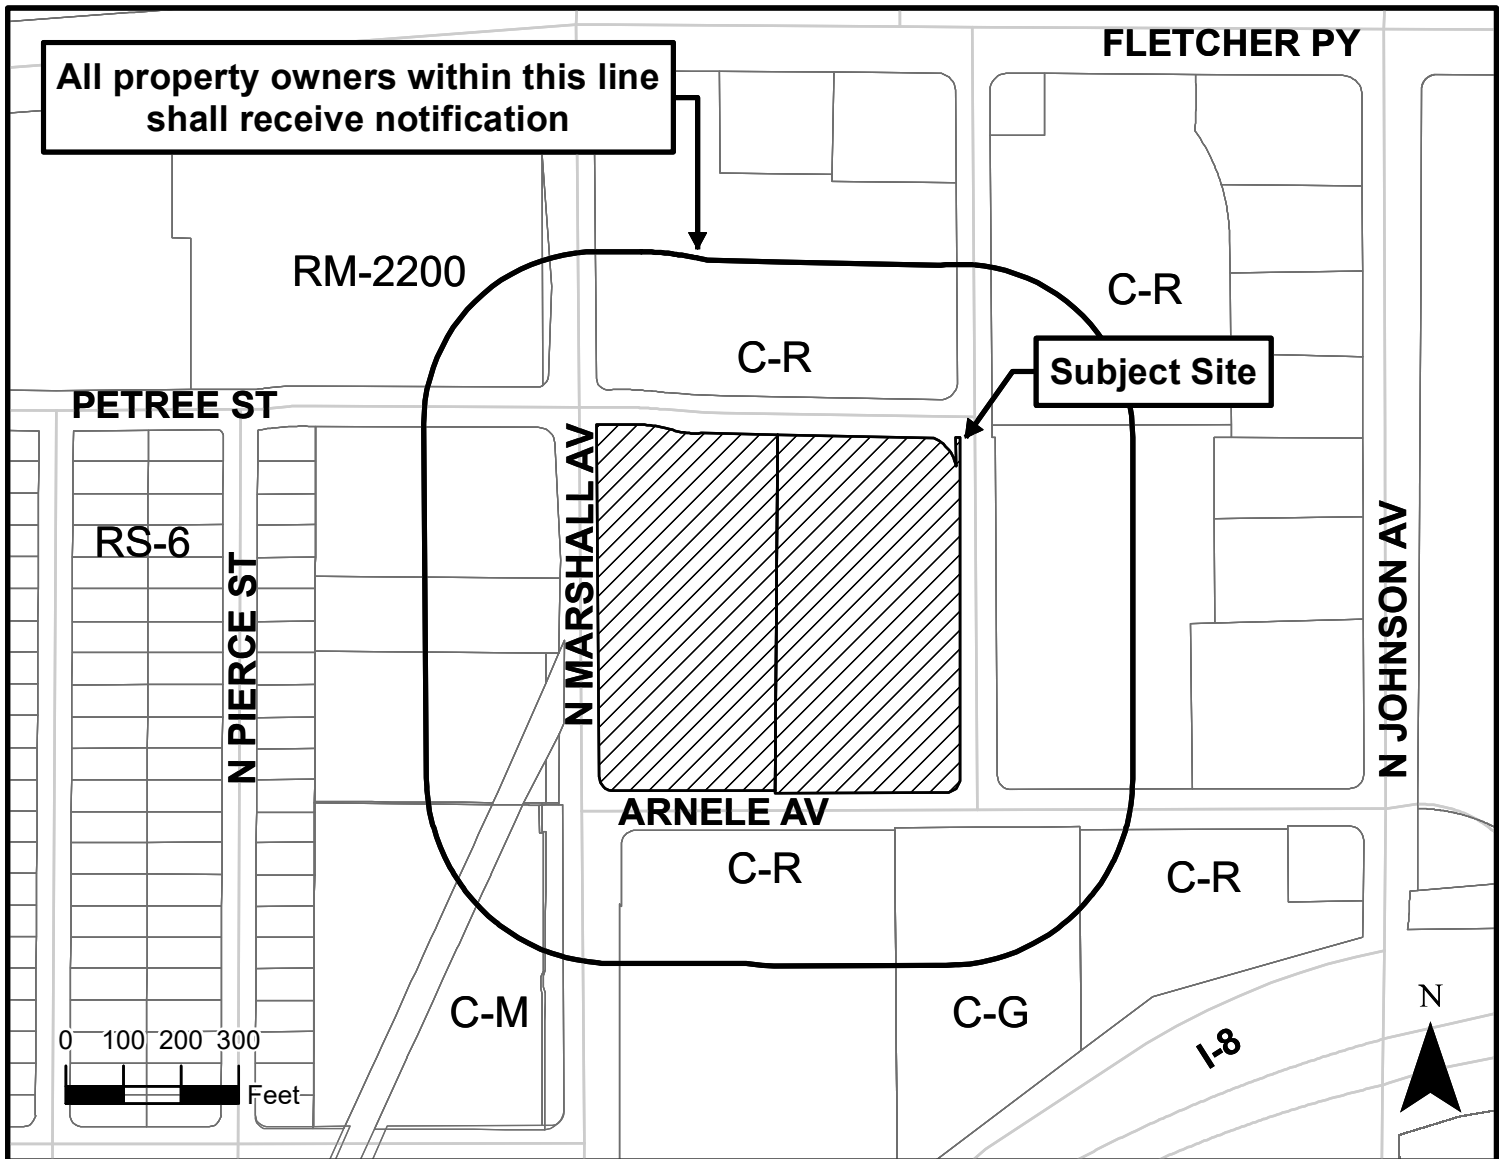 FLETCHER PY
All property owners within this line
shall receive notification
RM-2200
C-R
C-R
Subject Site
PETREE ST
N MARSHALL AV
RS-6
N PIERCE ST
N JOHNSON AV
ARNELE AV
C-R
C-R
C-M
C-G
N
I-8
0 100 200 300
Feet